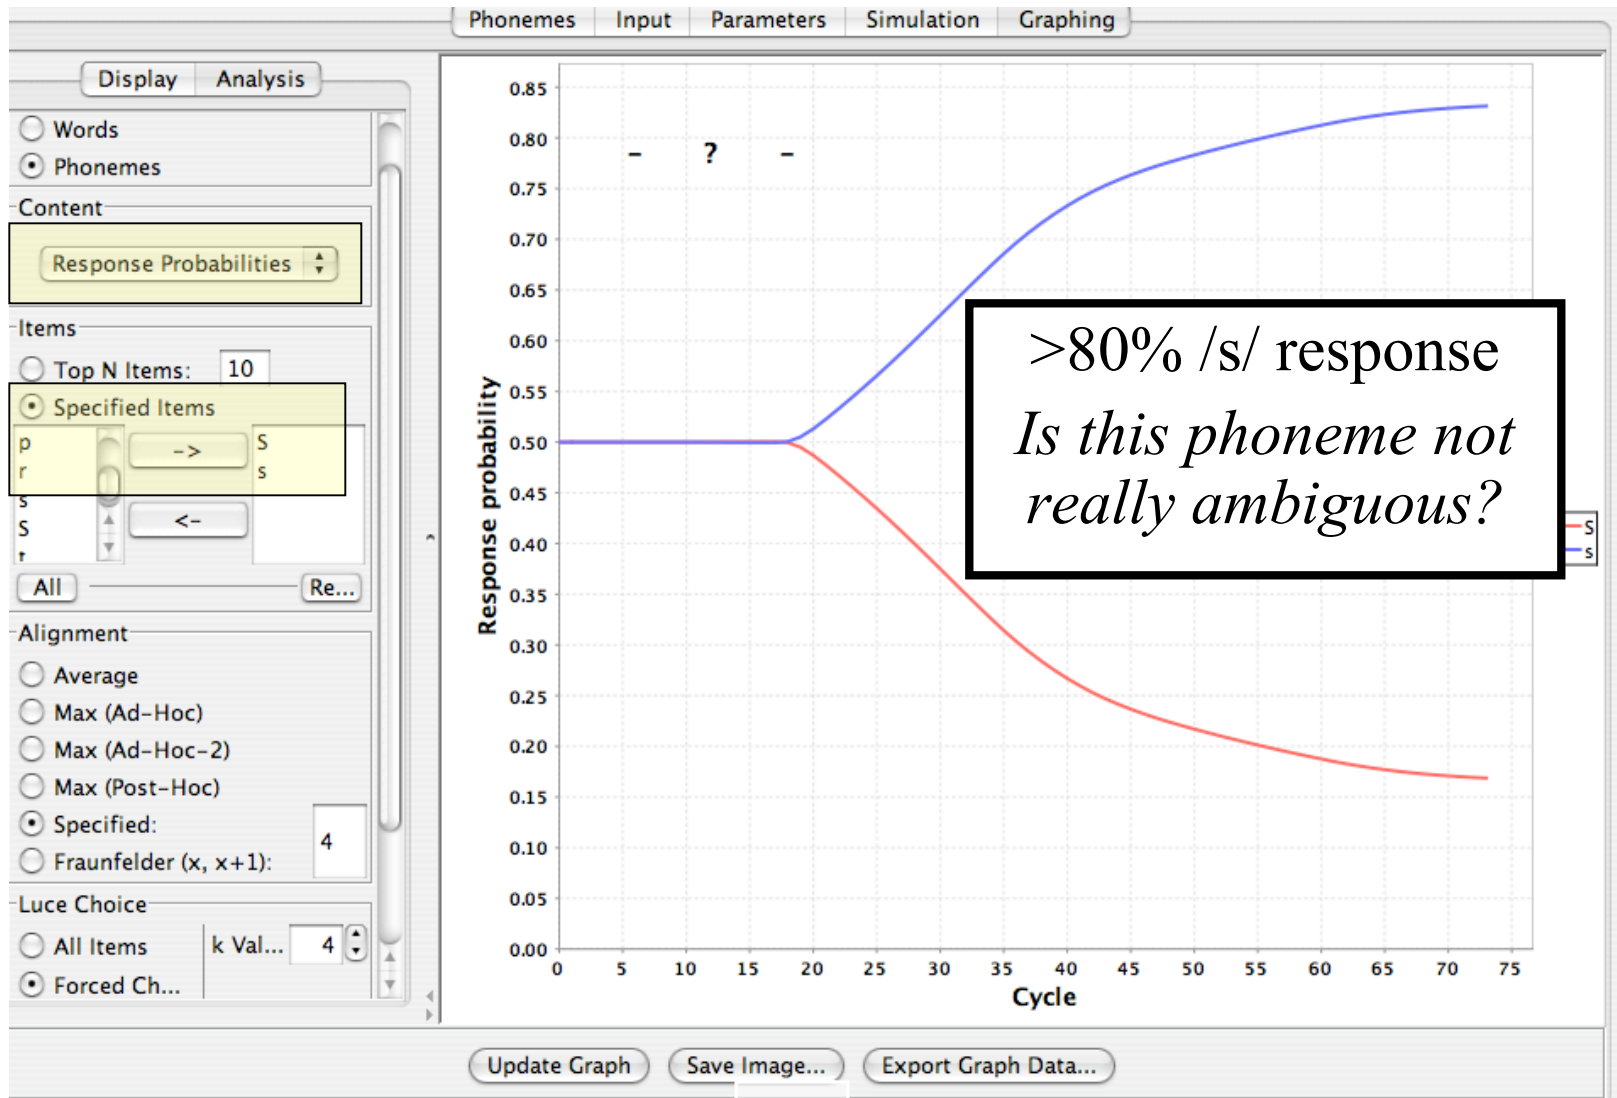 Phonemes Input Parameters Simulation Graphing
Display Analysis
Words
Phonemes
Content
Response Probabilities
Items
Top N Items: 10
Specified Items
p
r
s
S
t
->
<-
S
s
All Re...
Alignment
Average
Max (Ad-Hoc)
Max (Ad-Hoc-2)
Max (Post-Hoc)
Specified:
4
Fraunfelder (x, x+1):
Luce Choice
All Items
k Val... 4
Forced Ch...
0.85
0.80
0.75
0.70
0.65
0.60
0.55
0.50
0.45
0.40
0.35
0.30
0.25
0.20
0.15
0.10
0.05
0.00
Response probability
- ? -
>80% /s/ response
Is this phoneme not
really ambiguous?
S
s
0 5 10 15 20 25 30 35 40 45 50 55 60 65 70 75
Cycle
Update Graph Save Image... Export Graph Data...